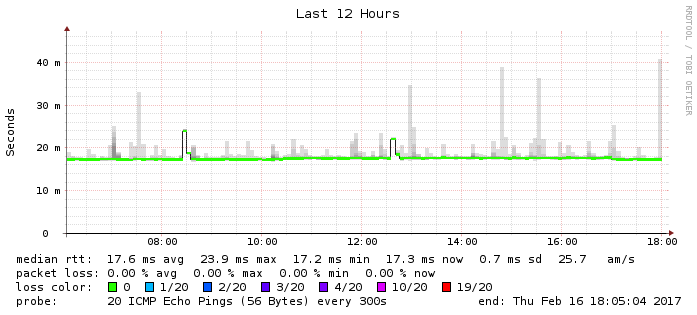 Last 12 Hours
RRDTOOL / TOBI OETIKER
Seconds
40 m
30 m
20 m
10 m
0
08:00 10:00 12:00 14:00 16:00 18:00
median rtt: 17.6 ms avg 23.9 ms max 17.2 ms min 17.3 ms now 0.7 ms sd 25.7 am/s
packet loss: 0.00 % avg 0.00 % max 0.00 % min 0.00 % now
loss color: 0 1/20 2/20 3/20 4/20 10/20 19/20
probe: 20 ICMP Echo Pings (56 Bytes) every 300s end: Thu Feb 16 18:05:04 2017